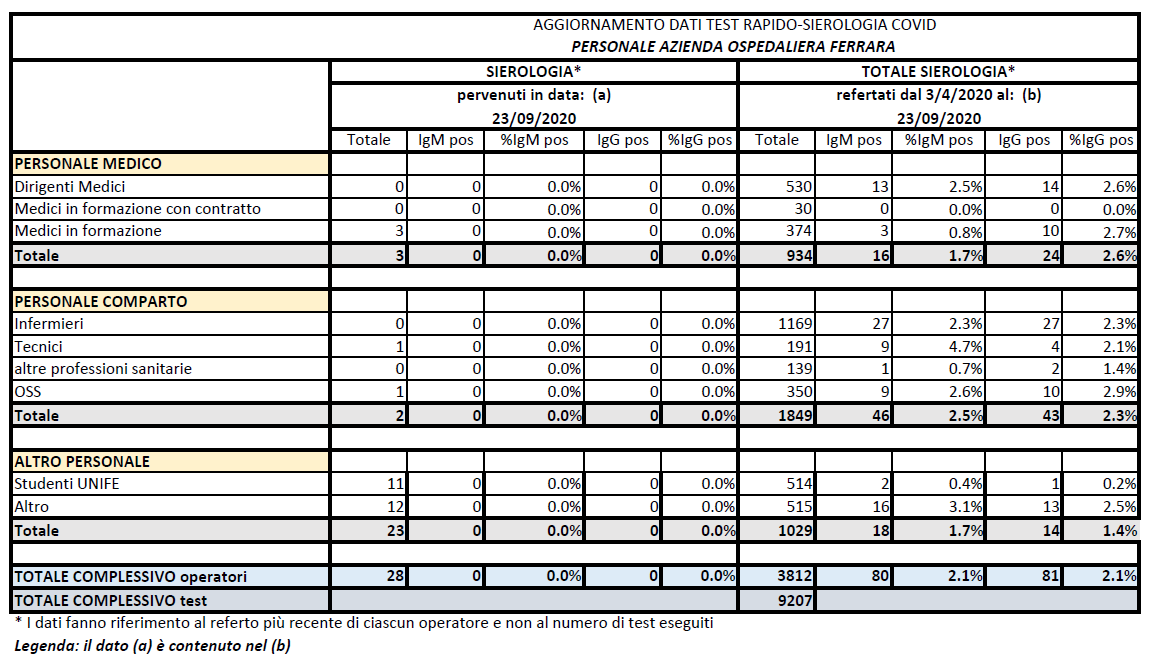 AGGIORNAMENTO DATI TEST RAPIDO-SIEROLOGIA COVID
PERSONALE AZIENDA OSPEDALIERA FERRARA
SIEROLOGIA* TOTALE SIEROLOGIA*
pervenuti in data: (a) refertati dal 3/4/2020 al: (b)
23/09/2020 23/09/2020
Totale IgM pos %IgM pos IgG pos %IgG pos Totale IgM pos %IgM pos IgG pos %IgG pos
PERSONALE MEDICO
Dirigenti Medici 0 0 0.0% 0 0.0% 530 13 2.5% 14 2.6%
Medici in formazione con contratto 0 0 0.0% 0 0.0% 30 0 0.0% 0 0.0%
Medici in formazione 3 0 0.0% 0 0.0% 374 3 0.8% 10 2.7%
Totale 3 0 0.0% 0 0.0% 934 16 1.7% 24 2.6%
PERSONALE COMPARTO
Infermieri 0 0 0.0% 0 0.0% 1169 27 2.3% 27 2.3%
Tecnici 1 0 0.0% 0 0.0% 191 9 4.7% 4 2.1%
altre professioni sanitarie 0 0 0.0% 0 0.0% 139 1 0.7% 2 1.4%
OSS 1 0 0.0% 0 0.0% 350 9 2.6% 10 2.9%
Totale 2 0 0.0% 0 0.0% 1849 46 2.5% 43 2.3%
ALTRO PERSONALE
Studenti UNIFE 11 0 0.0% 0 0.0% 514 2 0.4% 1 0.2%
Altro 12 0 0.0% 0 0.0% 515 16 3.1% 13 2.5%
Totale 23 0 0.0% 0 0.0% 1029 18 1.7% 14 1.4%
TOTALE COMPLESSIVO operatori 28 0 0.0% 0 0.0% 3812 80 2.1% 81 2.1%
TOTALE COMPLESSIVO test 9207
* I dati fanno riferimento al referto più recente di ciascun operatore e non al numero di test eseguiti
Legenda: il dato (a) è contenuto nel (b)